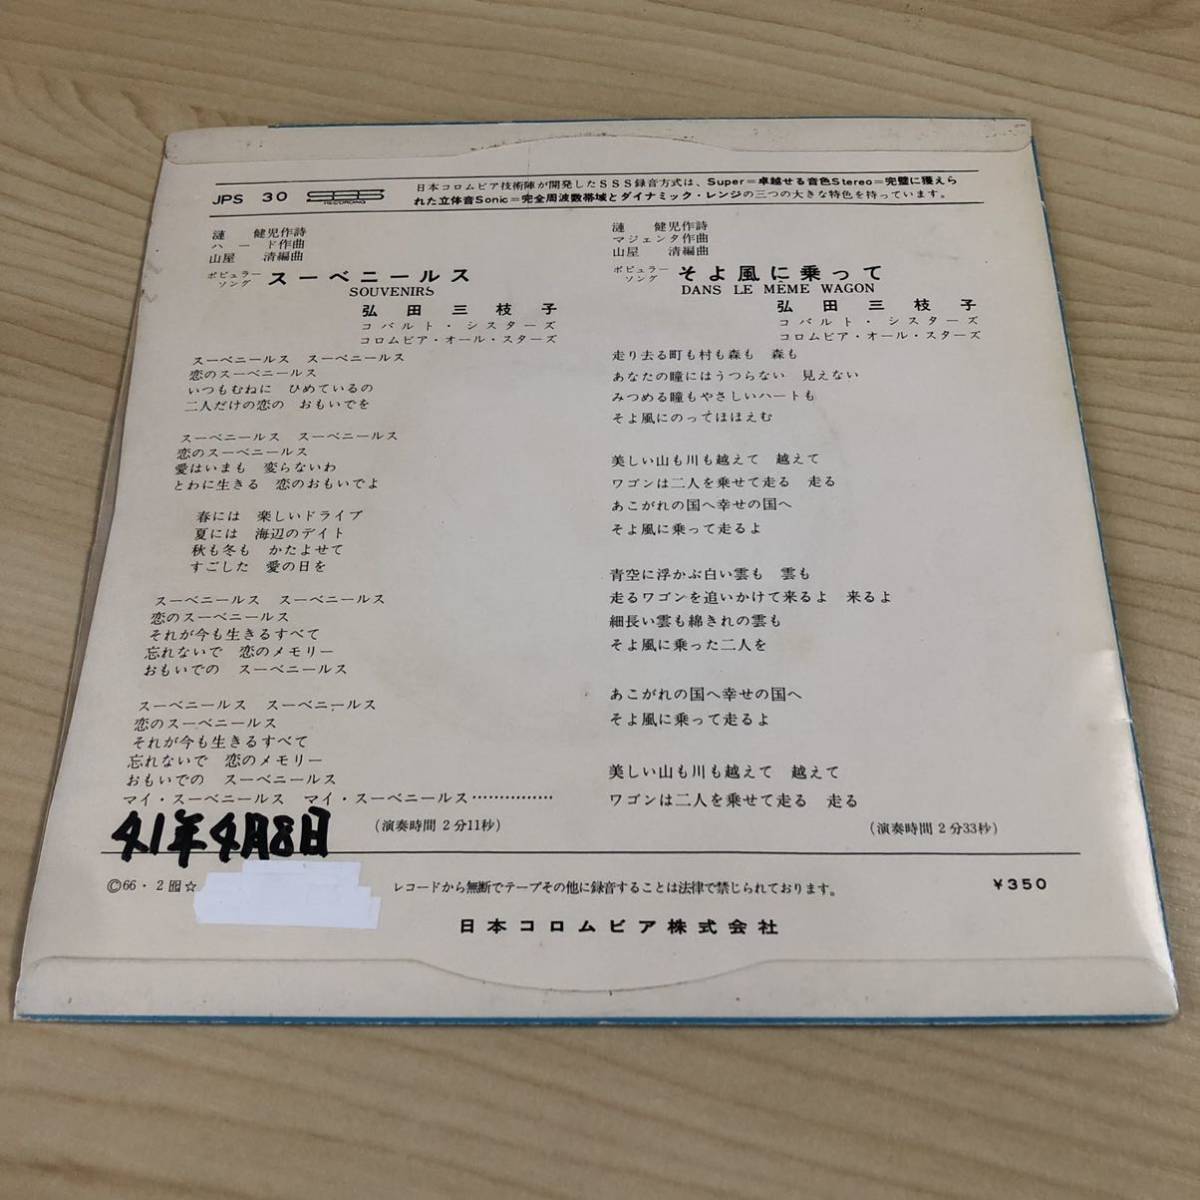 JPS 30 SSS RECORDING
日本コロムビア技術陣が開発したSSS録音方式は、Super=卓越せる音色Stereo=完璧に獲えら
れた立体音Sonic=完全周波数帯域とダイナミック・レンジの三つの大きな特色を持っています。
漣 健児作詩
ハード作曲
山屋 清編曲
ポピュラーソング スーベニールス
SOUVENIRS
弘田三枝子
コバルト・シスターズ
コロムビア・オール・スターズ
スーベニールス スーベニールス
恋のスーベニールス
いつもむねに ひめているの
二人だけの恋の おもいでを
スーベニールス スーベニールス
恋のスーベニールス
愛はいまも 変らないわ
とわに生きる 恋のおもいでよ
春には 楽しいドライブ
夏には 海辺のデイト
秋も冬も かたよせて
すごした 愛の日を
スーベニールス スーベニールス
恋のスーベニールス
それが今も生きるすべて
忘れないで 恋のメモリー
おもいでの スーベニールス
スーベニールス スーベニールス
恋のスーベニールス
それが今も生きるすべて
忘れないで 恋のメモリー
おもいでの スーベニールス
マイ・スーベニールス マイ・スーベニールス……………
(演奏時間 2分11秒)
漣 健児作詩
マジェンタ作曲
山屋 清編曲
ポピュラーソング そよ風に乗って
DANS LE MEME WAGON
弘田三枝子
コバルト・シスターズ
コロムビア・オール・スターズ
走り去る町も村も森も 森も
あなたの瞳にはうつらない 見えない
みつめる瞳もやさしいハートも
そよ風にのってほほえむ
美しい山も川も越えて 越えて
ワゴンは二人を乗せて走る 走る
あこがれの国へ幸せの国へ
そよ風に乗って走るよ
青空に浮かぶ白い雲も 雲も
走るワゴンを追いかけて来るよ 来るよ
細長い雲も綿きれの雲も
そよ風に乗った二人を
あこがれの国へ幸せの国へ
そよ風に乗って走るよ
美しい山も川も越えて 越えて
ワゴンは二人を乗せて走る 走る
(演奏時間 2分33秒)
41年4月8日
©66・2 ☆
レコードから無断でテープその他に録音することは法律で禁じられております。
¥350
日本コロムビア株式会社